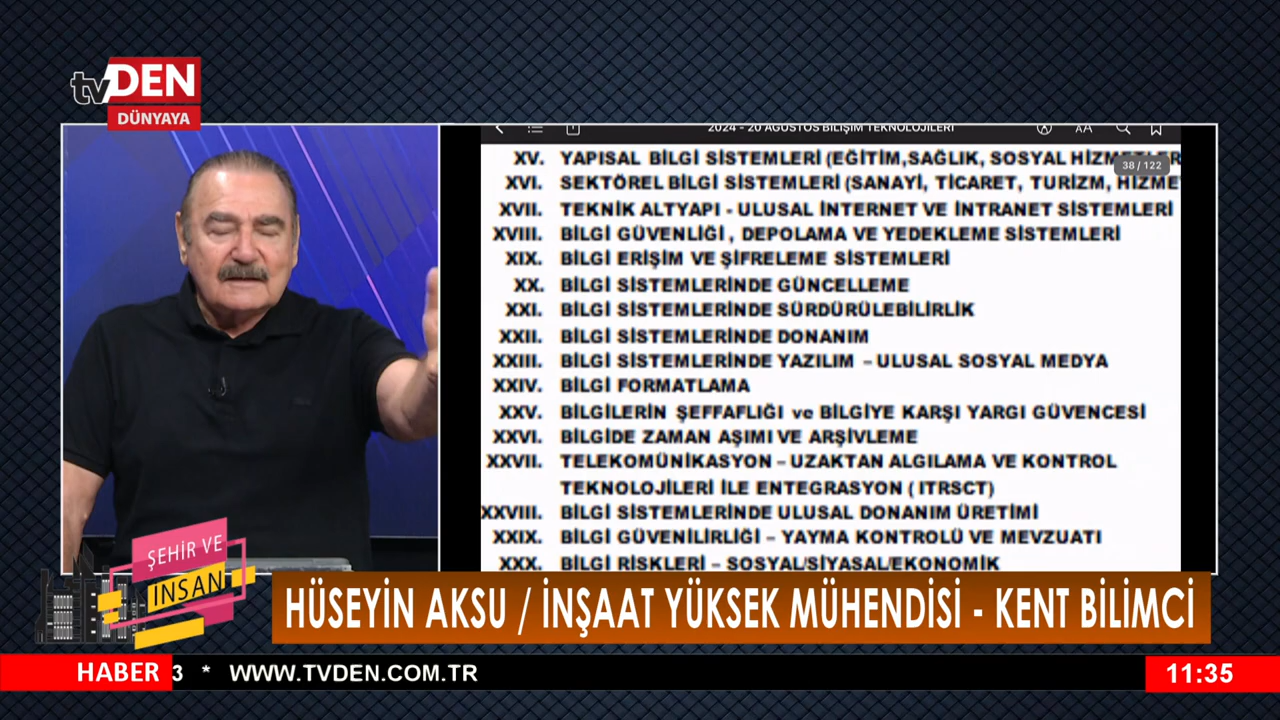 tvDEN
DÜNYAYA
2024 - 20 AĞUSTOS BİLİŞİM TEKNOLOJİLERİ
AA
38 / 122
XV. YAPISAL BİLGİ SİSTEMLERİ (EĞİTİM,SAĞLIK, SOSYAL HİZMETLER
XVI. SEKTÖREL BİLGİ SİSTEMLERİ (SANAYİ, TİCARET, TURİZM, HİZME
XVII. TEKNİK ALTYAPI - ULUSAL İNTERNET VE İNTRANET SİSTEMLERİ
XVIII. BİLGİ GÜVENLİĞİ , DEPOLAMA VE YEDEKLEME SİSTEMLERİ
XIX. BİLGİ ERİŞİM VE ŞİFRELEME SİSTEMLERİ
XX. BİLGİ SİSTEMLERİNDE GÜNCELLEME
XXI. BİLGİ SİSTEMLERİNDE SÜRDÜRÜLEBİLİRLİK
XXII. BİLGİ SİSTEMLERİNDE DONANIM
XXIII. BİLGİ SİSTEMLERİNDE YAZILIM – ULUSAL SOSYAL MEDYA
XXIV. BİLGİ FORMATLAMA
XXV. BİLGİLERİN ŞEFFAFLIĞI ve BİLGİYE KARŞI YARGI GÜVENCESİ
XXVI. BİLGİDE ZAMAN AŞIMI VE ARŞİVLEME
XXVII. TELEKOMÜNİKASYON – UZAKTAN ALGILAMA VE KONTROL
TEKNOLOJİLERİ İLE ENTEGRASYON ( ITRSCT)
XXVIII. BİLGİ SİSTEMLERİNDE ULUSAL DONANIM ÜRETİMİ
XXIX. BİLGİ GÜVENİLİRLİĞİ – YAYMA KONTROLÜ VE MEVZUATI
XXX. BİLGİ RİSKLERİ – SOSYAL/SİYASAL/EKONOMİK
ŞEHİR VE
INSAN
HÜSEYİN AKSU / İNŞAAT YÜKSEK MÜHENDİSİ - KENT BİLİMCİ
HABER 3 * WWW.TVDEN.COM.TR 11:35